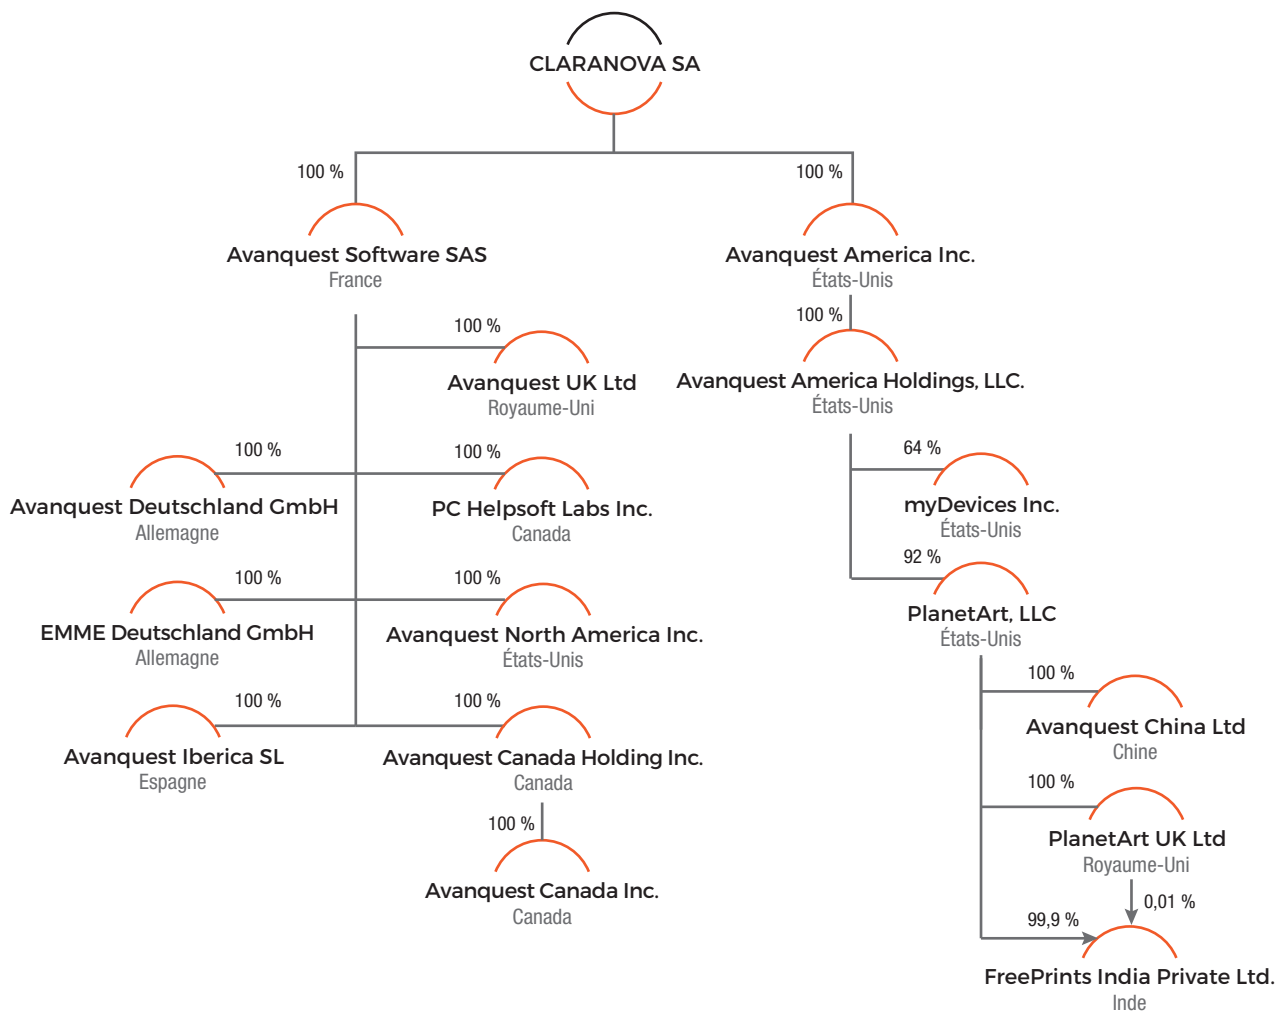 CLARANOVA SA
100 %
100 %
Avanquest Software SAS
France
Avanquest America Inc.
États-Unis
100 %
100 %
Avanquest UK Ltd
Royaume-Uni
Avanquest America Holdings, LLC.
États-Unis
100 %
100 %
64 %
Avanquest Deutschland GmbH
Allemagne
PC Helpsoft Labs Inc.
Canada
myDevices Inc.
États-Unis
92 %
100 %
100 %
EMME Deutschland GmbH
Allemagne
Avanquest North America Inc.
États-Unis
PlanetArt, LLC
États-Unis
100 %
100 %
100 %
Avanquest Iberica SL
Espagne
Avanquest Canada Holding Inc.
Canada
Avanquest China Ltd
Chine
100 %
100 %
Avanquest Canada Inc.
Canada
PlanetArt UK Ltd
Royaume-Uni
0,01 %
99,9 %
FreePrints India Private Ltd.
Inde